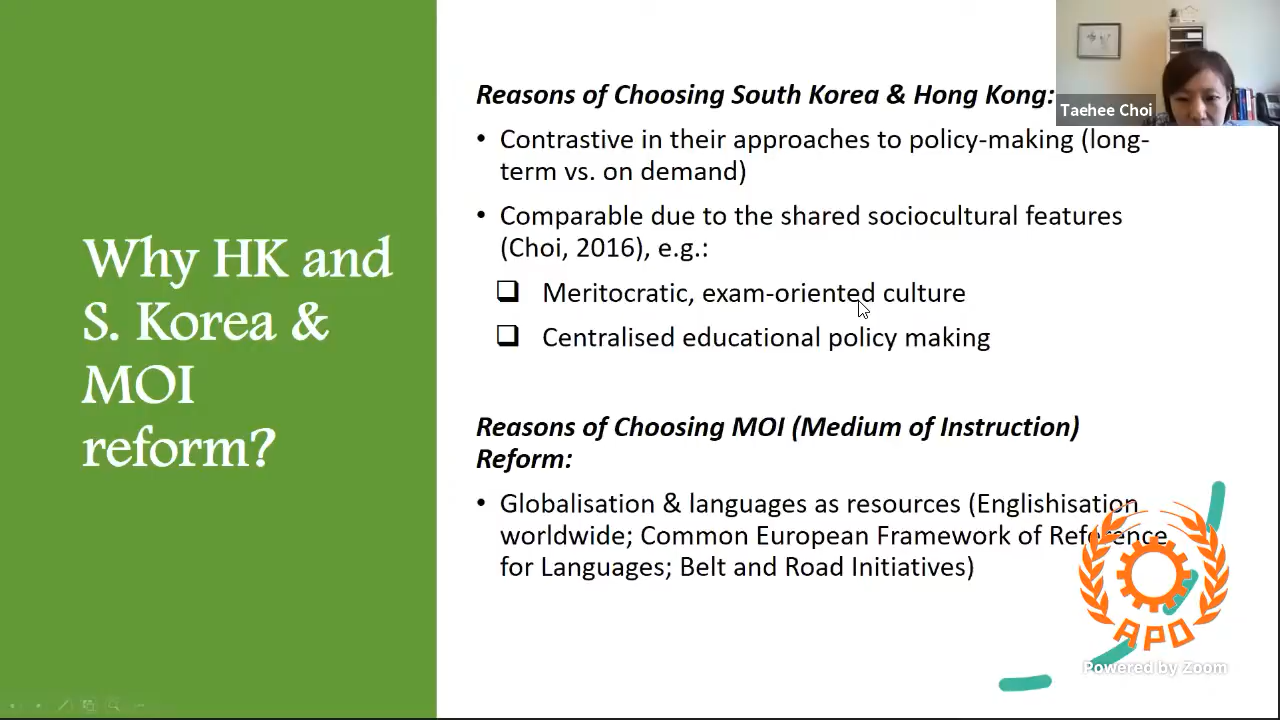 Why HK and
S. Korea &
MOI
reform?
Reasons of Choosing South Korea & Hong Kong:
• Contrastive in their approaches to policy-making (long-
term vs. on demand)
• Comparable due to the shared sociocultural features
(Choi, 2016), e.g.:
❑ Meritocratic, exam-oriented culture
❑ Centralised educational policy making
Reasons of Choosing MOI (Medium of Instruction)
Reform:
• Globalisation & languages as resources (Englishisation
worldwide; Common European Framework of Reference
for Languages; Belt and Road Initiatives)
Taehee Choi
APO
Powered by Zoom